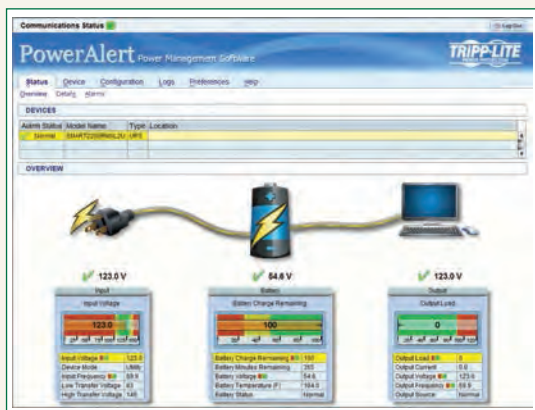 Communications Status
Log Out
PowerAlert Power Management Software
TRIPP·LITE
Status Device Configuration Logs Preferences Help
Overview Details Alarms
DEVICES
Alarm Status Model Name Type Location
Normal UPS
OVERVIEW
123.0 V 54.6 V 123.0 V
Input Battery Output
Input Voltage Battery Charge Remaining Output Load
123.0 100 0
Input Voltage 123.0
Device Mode Utility
Input Frequency 59.9
Low Transfer Voltage
High Transfer Voltage
Battery Charge Remaining 100
Battery Minutes Remaining
Battery Voltage 54.6
Battery Temperature (F)
Battery Status Normal
Output Load 0
Output Current 0.0
Output Voltage 123.0
Output Frequency 59.9
Output Source Normal